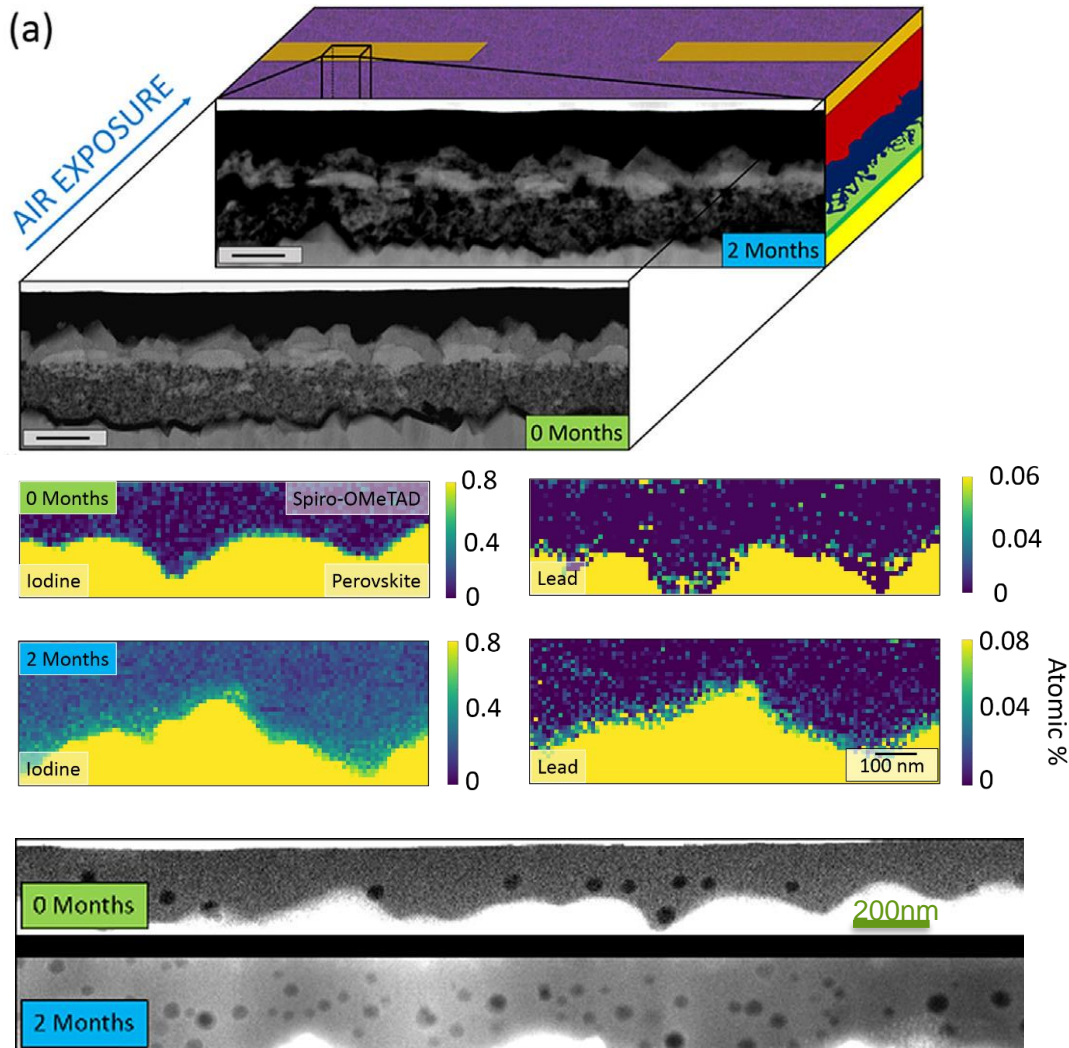 (a)
AIR EXPOSURE
2 Months
0 Months
0 Months
Spiro-OMeTAD
Iodine
Perovskite
0.8
0.4
0
Lead
0.06
0.04
0
2 Months
Iodine
0.8
0.4
0
Lead
100 nm
0.08
0.04
0
Atomic %
0 Months
200nm
2 Months